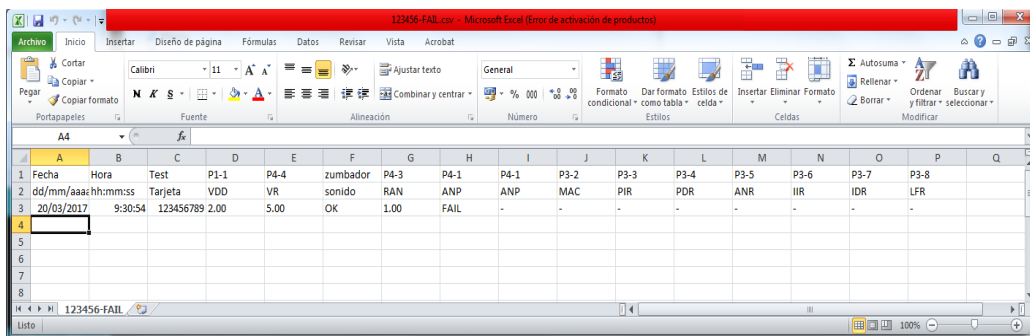 123456-FAIL.csv - Microsoft Excel (Error de activación de productos)
Archivo Inicio Insertar Diseño de página Fórmulas Datos Revisar Vista Acrobat
Pegar Cortar Copiar Copiar formato Portapapeles
Calibri 11 N K S Fuente
Ajustar texto Combinar y centrar Alineación
General % 000 Número
Formato condicional Dar formato como tabla Estilos de celda Estilos
Insertar Eliminar Formato Celdas
Σ Autosuma Rellenar Borrar Ordenar y filtrar Buscar y seleccionar Modificar
A4 fx
A B C D E F G H I J K L M N O P Q
1 Fecha Hora Test P1-1 P4-4 zumbador P4-3 P4-1 P4-1 P3-2 P3-3 P3-4 P3-5 P3-6 P3-7 P3-8
2 dd/mm/aaaa hh:mm:ss Tarjeta VDD VR sonido RAN ANP ANP MAC PIR PDR ANR IIR IDR LFR
3 20/03/2017 9:30:54 123456789 2.00 5.00 OK 1.00 FAIL - - - - - - - -
4
5
6
7
8
123456-FAIL
Listo 100%